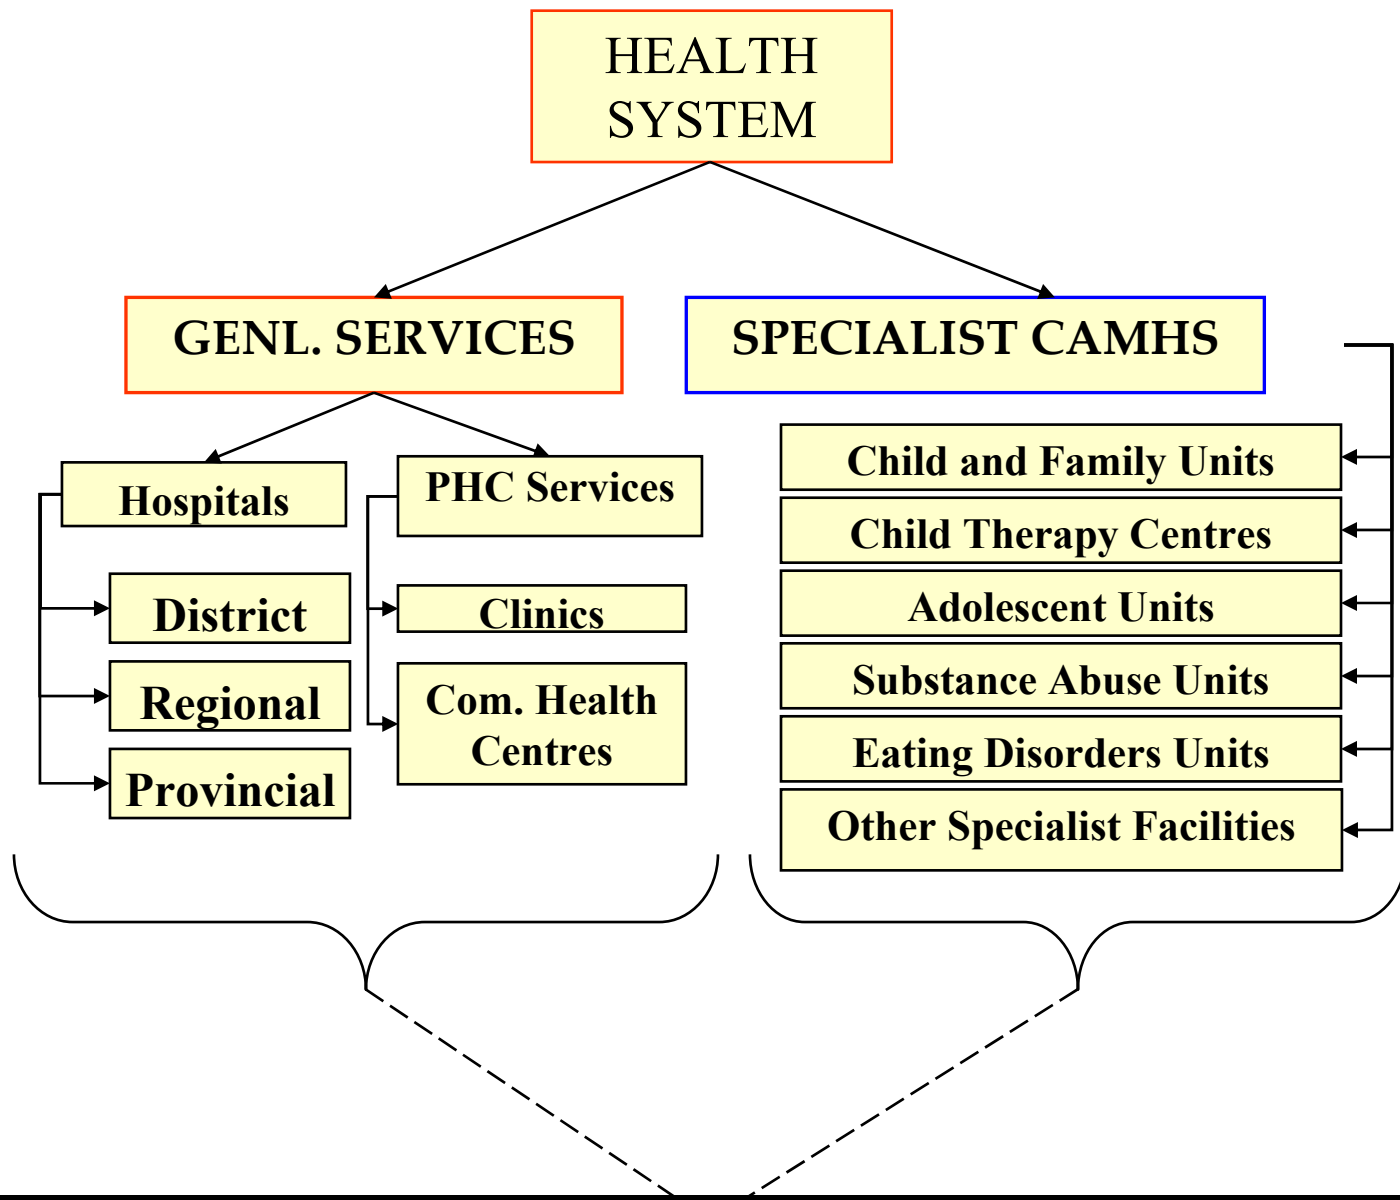 HEALTH
SYSTEM
GENL. SERVICES
SPECIALIST CAMHS
Hospitals
PHC Services
District
Regional
Provincial
Clinics
Com. Health
Centres
Child and Family Units
Child Therapy Centres
Adolescent Units
Substance Abuse Units
Eating Disorders Units
Other Specialist Facilities